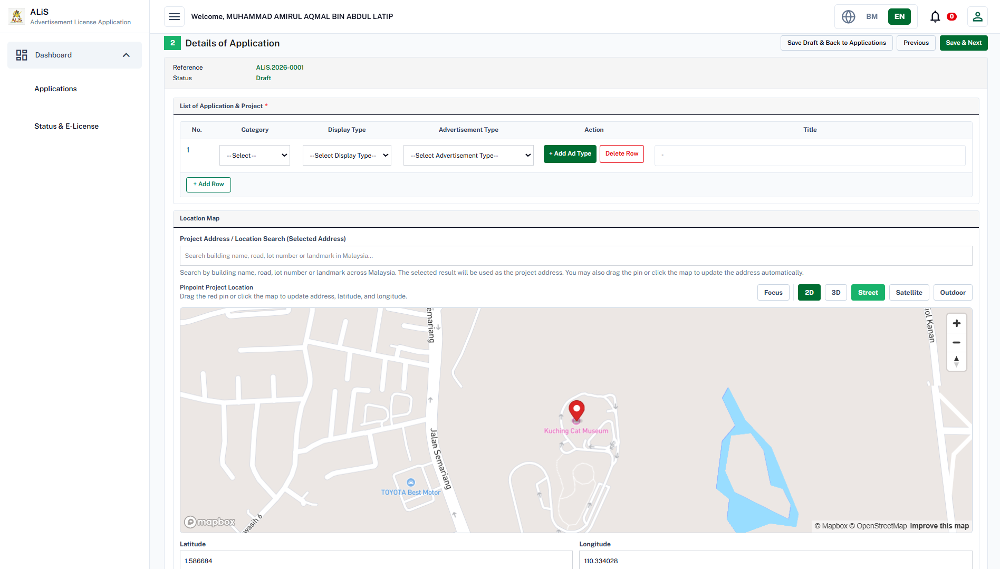 ALiS
Advertisement License Application
Welcome, MUHAMMAD AMIRUL AQMAL BIN ABDUL LATIP
BM
EN
0
Dashboard
Applications
Status & E-License
2
Details of Application
Save Draft & Back to Applications
Previous
Save & Next
Reference
ALiS.2026-0001
Status
Draft
List of Application & Project *
No.
Category
Display Type
Advertisement Type
Action
Title
1
--Select--
--Select Display Type--
--Select Advertisement Type--
+ Add Ad Type
Delete Row
-
+ Add Row
Location Map
Project Address / Location Search (Selected Address)
Search building name, road, lot number or landmark in Malaysia...
Search by building name, road, lot number or landmark across Malaysia. The selected result will be used as the project address. You may also drag the pin or click the map to update the address automatically.
Pinpoint Project Location
Drag the red pin or click the map to update address, latitude, and longitude.
Focus
2D
3D
Street
Satellite
Outdoor
emariang
iol Kanan
Kuching Cat Museum
Jalan Semariang
TOYOTA Best Motor
wasih 6
mapbox
© Mapbox © OpenStreetMap Improve this map
Latitude
1.586684
Longitude
110.334028